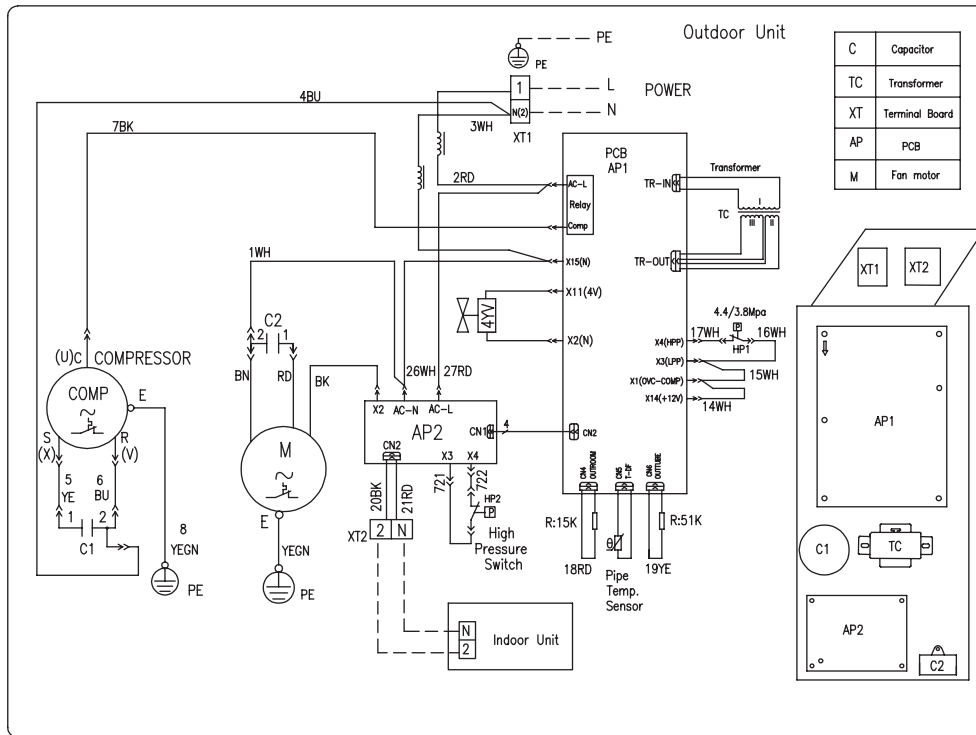 Outdoor Unit
PE
PE
1
L
POWER
N(2)
N
XT1
4BU
3WH
7BK
2RD
C Capacitor
TC Transformer
XT Terminal Board
AP PCB
M Fan motor
PCB
AP1
AC-L
Relay
Comp
X15(N)
X11(4V)
X2(N)
4YV
TR-IN
TR-OUT
Transformer
TC
I
III
II
4.4/3.8Mpa
P
17WH
16WH
HP1
X4(HPP)
X3(LPP)
15WH
X1(OVC-COMP)
X14(+12V)
14WH
1WH
C2
2
1
BN
RD
BK
26WH
27RD
(U)C
COMPRESSOR
COMP
E
S
(X)
R
(V)
5
YE
6
BU
1
2
C1
8
YEGN
PE
M
E
YEGN
PE
X2
AC-N
AC-L
AP2
CN1
4
CN2
CN2
X3
X4
20BK
21RD
721
722
HP2
P
High
Pressure
Switch
XT2
2
N
N
2
Indoor Unit
CN4
OUTROOM
CN5
T-DF
CN6
OUTTUBE
R:15K
θ
R:51K
18RD
19YE
Pipe
Temp.
Sensor
XT1
XT2
AP1
C1
TC
AP2
C2